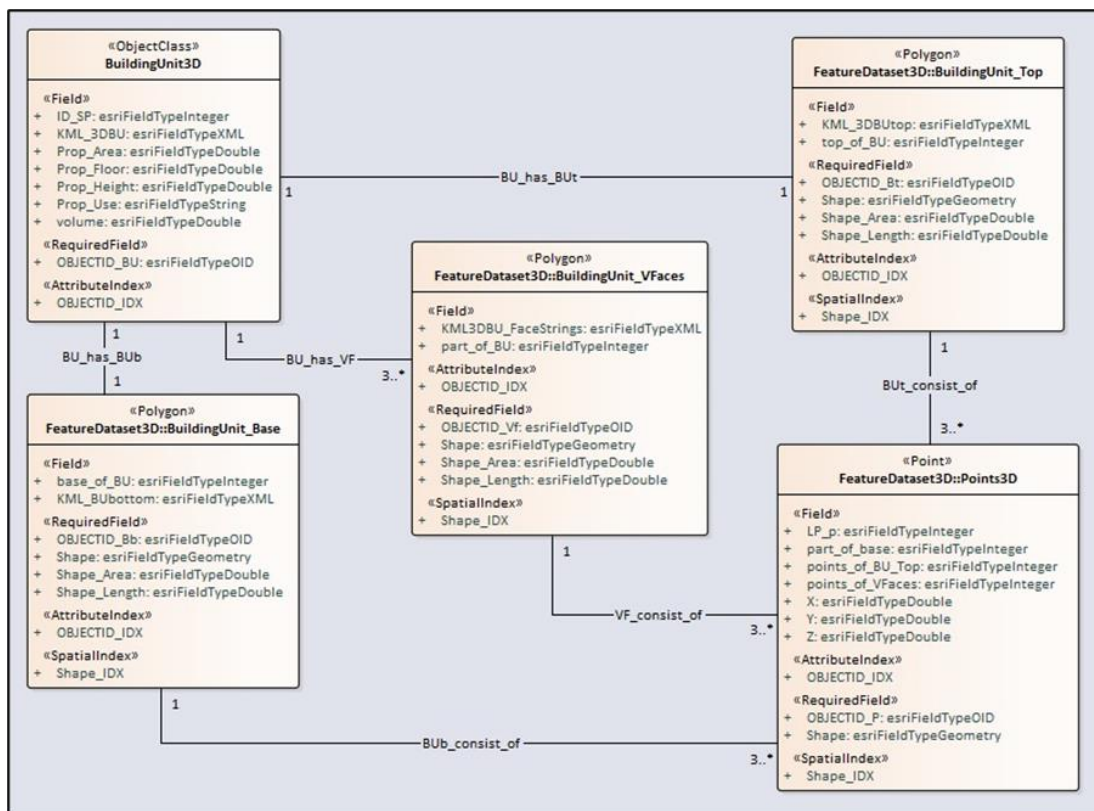 «ObjectClass»
BuildingUnit3D
«Field»
+ ID_SP: esriFieldTypeInteger
+ KML_3DBU: esriFieldTypeXML
+ Prop_Area: esriFieldTypeDouble
+ Prop_Floor: esriFieldTypeDouble
+ Prop_Height: esriFieldTypeDouble
+ Prop_Use: esriFieldTypeString
+ volume: esriFieldTypeDouble
«RequiredField»
+ OBJECTID_BU: esriFieldTypeOID
«AttributeIndex»
+ OBJECTID_IDX
«Polygon»
FeatureDataset3D::BuildingUnit_Top
«Field»
+ KML_3DBUtop: esriFieldTypeXML
+ top_of_BU: esriFieldTypeInteger
«RequiredField»
+ OBJECTID_Bt: esriFieldTypeOID
+ Shape: esriFieldTypeGeometry
+ Shape_Area: esriFieldTypeDouble
+ Shape_Length: esriFieldTypeDouble
«AttributeIndex»
+ OBJECTID_IDX
«SpatialIndex»
+ Shape_IDX
BU_has_BUt
1
1
«Polygon»
FeatureDataset3D::BuildingUnit_VFaces
«Field»
+ KML3DBU_FaceStrings: esriFieldTypeXML
+ part_of_BU: esriFieldTypeInteger
«AttributeIndex»
+ OBJECTID_IDX
«RequiredField»
+ OBJECTID_Vf: esriFieldTypeOID
+ Shape: esriFieldTypeGeometry
+ Shape_Area: esriFieldTypeDouble
+ Shape_Length: esriFieldTypeDouble
«SpatialIndex»
+ Shape_IDX
1
BU_has_BUb
1
1
BU_has_VF
3..*
«Polygon»
FeatureDataset3D::BuildingUnit_Base
«Field»
+ base_of_BU: esriFieldTypeInteger
+ KML_BUbottom: esriFieldTypeXML
«RequiredField»
+ OBJECTID_Bb: esriFieldTypeOID
+ Shape: esriFieldTypeGeometry
+ Shape_Area: esriFieldTypeDouble
+ Shape_Length: esriFieldTypeDouble
«AttributeIndex»
+ OBJECTID_IDX
«SpatialIndex»
+ Shape_IDX
1
BUt_consist_of
3..*
«Point»
FeatureDataset3D::Points3D
«Field»
+ LP_p: esriFieldTypeInteger
+ part_of_base: esriFieldTypeInteger
+ points_of_BU_Top: esriFieldTypeInteger
+ points_of_VFaces: esriFieldTypeInteger
+ X: esriFieldTypeDouble
+ Y: esriFieldTypeDouble
+ Z: esriFieldTypeDouble
«AttributeIndex»
+ OBJECTID_IDX
«RequiredField»
+ OBJECTID_P: esriFieldTypeOID
+ Shape: esriFieldTypeGeometry
«SpatialIndex»
+ Shape_IDX
1
VF_consist_of
3..*
1
BUb_consist_of
3..*